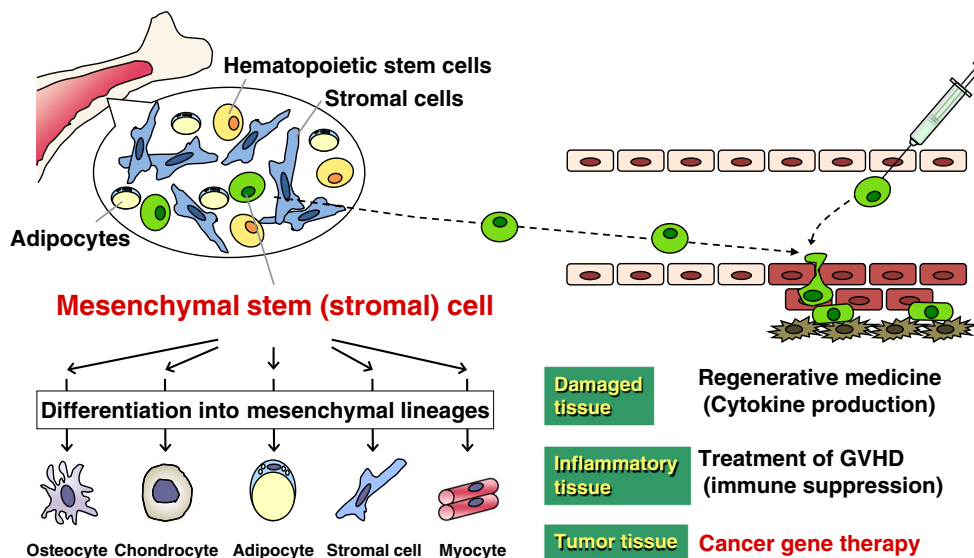 Hematopoietic stem cells
Stromal cells
Adipocytes
Mesenchymal stem (stromal) cell
Differentiation into mesenchymal lineages
Osteocyte Chondrocyte Adipocyte Stromal cell Myocyte
Damaged
tissue
Regenerative medicine
(Cytokine production)
Inflammatory
tissue
Treatment of GVHD
(immune suppression)
Tumor tissue
Cancer gene therapy